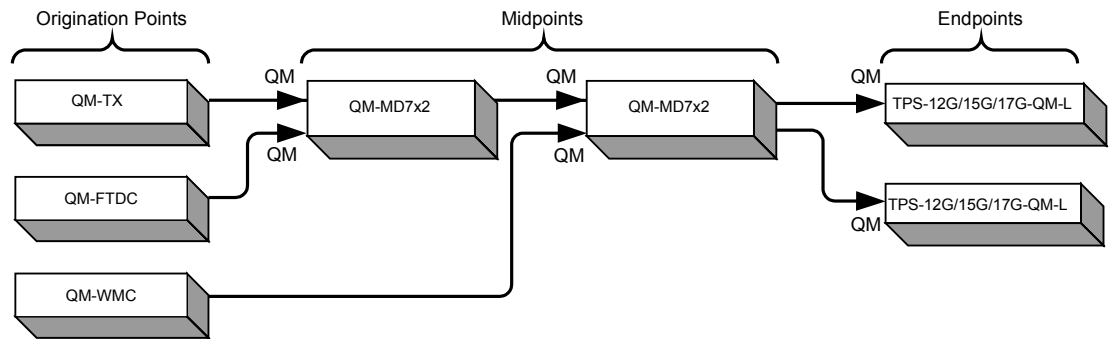 Origination Points
Midpoints
Endpoints
QM-TX
QM
QM-MD7x2
QM
QM-MD7x2
QM
TPS-12G/15G/17G-QM-L
QM
QM
QM-FTDC
TPS-12G/15G/17G-QM-L
QM
QM-WMC